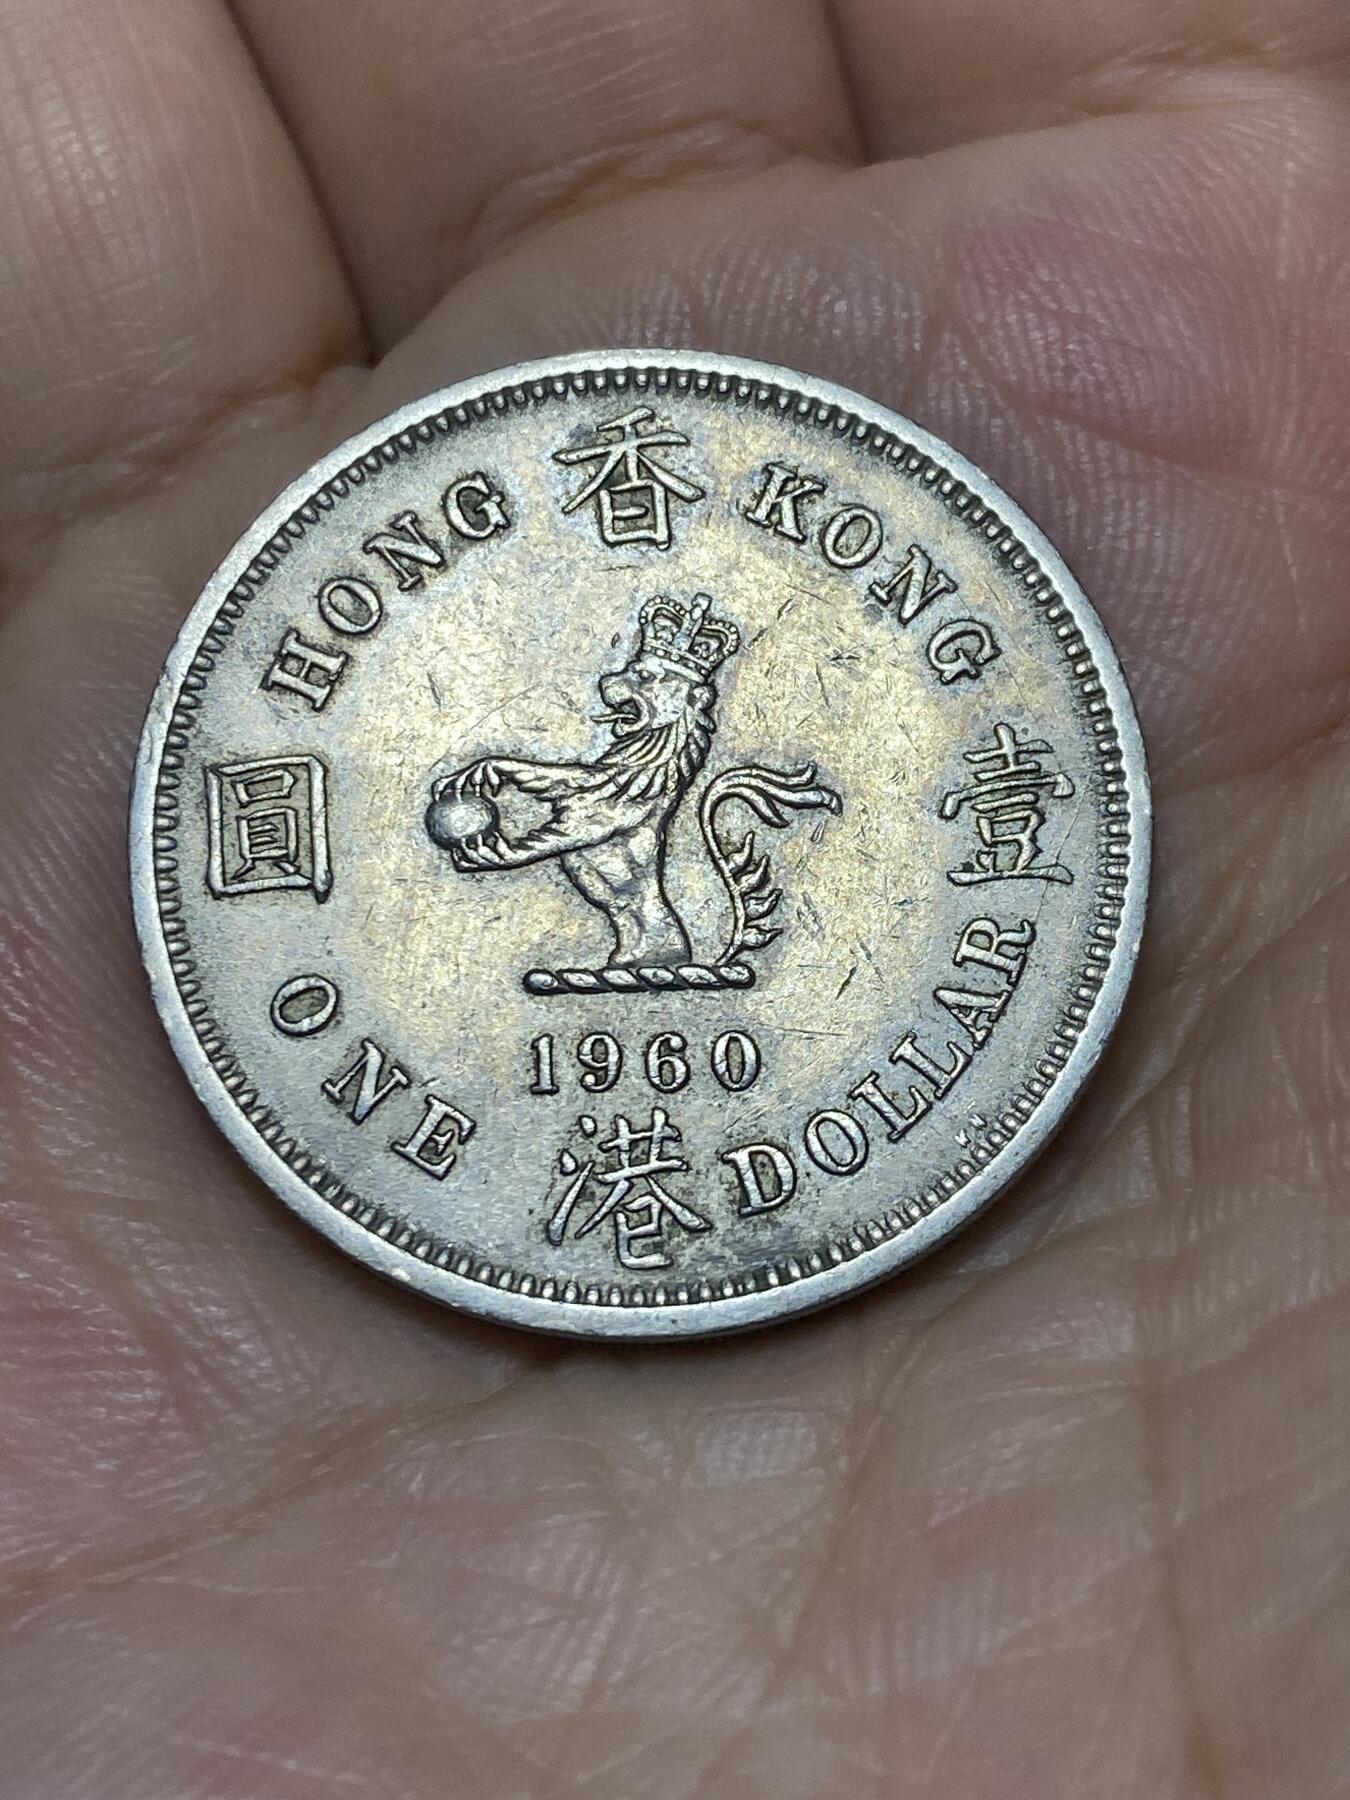 HONG KONG
香港
壹圓
1960
ONE DOLLAR